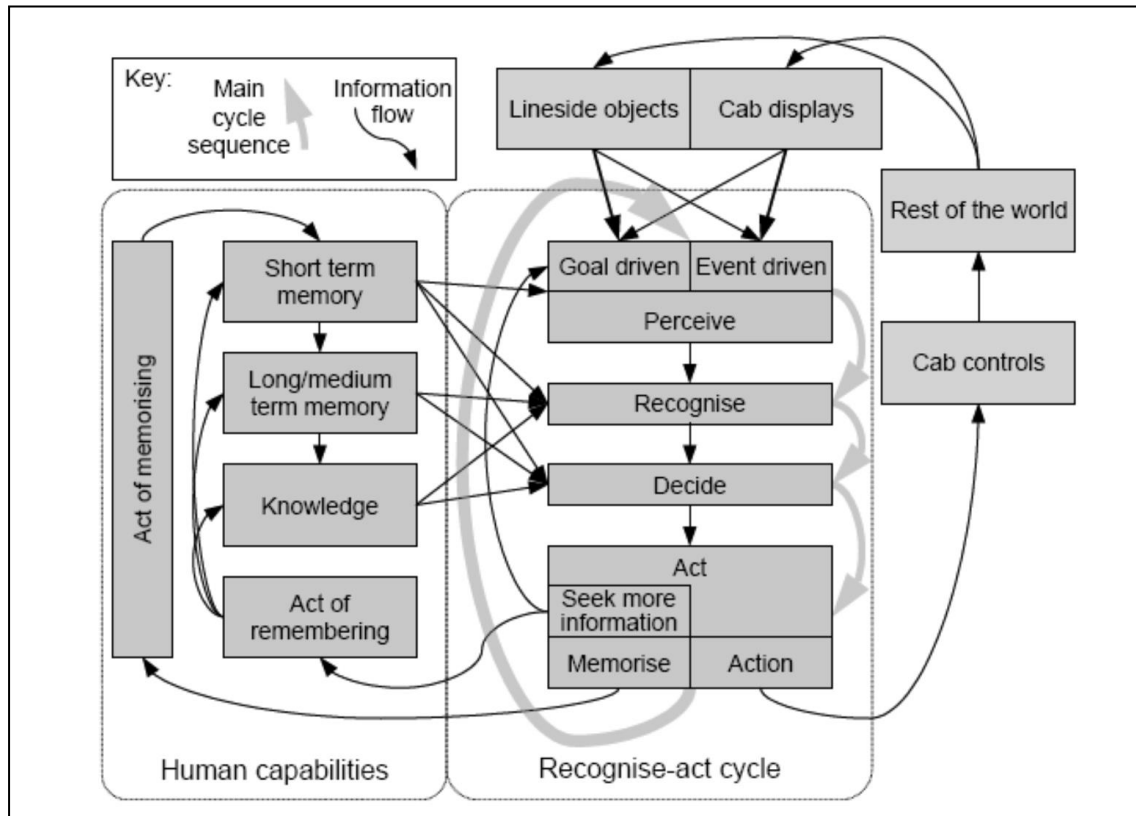 Key:
Main
cycle
sequence
Information
flow
Lineside objects
Cab displays
Rest of the world
Cab controls
Act of memorising
Short term
memory
Long/medium
term memory
Knowledge
Act of
remembering
Goal driven
Event driven
Perceive
Recognise
Decide
Act
Seek more
information
Memorise
Action
Human capabilities
Recognise-act cycle